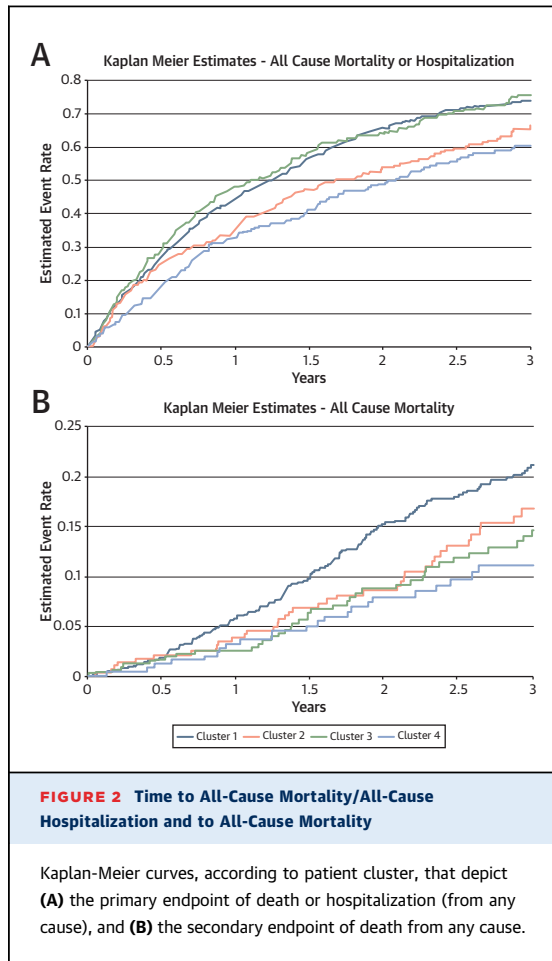 A
Kaplan Meier Estimates - All Cause Mortality or Hospitalization
Estimated Event Rate
0.8
0.7
0.6
0.5
0.4
0.3
0.2
0.1
0
0 0.5 1 1.5 2 2.5 3
Years
B
Kaplan Meier Estimates - All Cause Mortality
Estimated Event Rate
0.25
0.2
0.15
0.1
0.05
0
0 0.5 1 1.5 2 2.5 3
Years
Cluster 1 Cluster 2 Cluster 3 Cluster 4
FIGURE 2 Time to All-Cause Mortality/All-Cause
Hospitalization and to All-Cause Mortality
Kaplan-Meier curves, according to patient cluster, that depict
(A) the primary endpoint of death or hospitalization (from any
cause), and (B) the secondary endpoint of death from any cause.